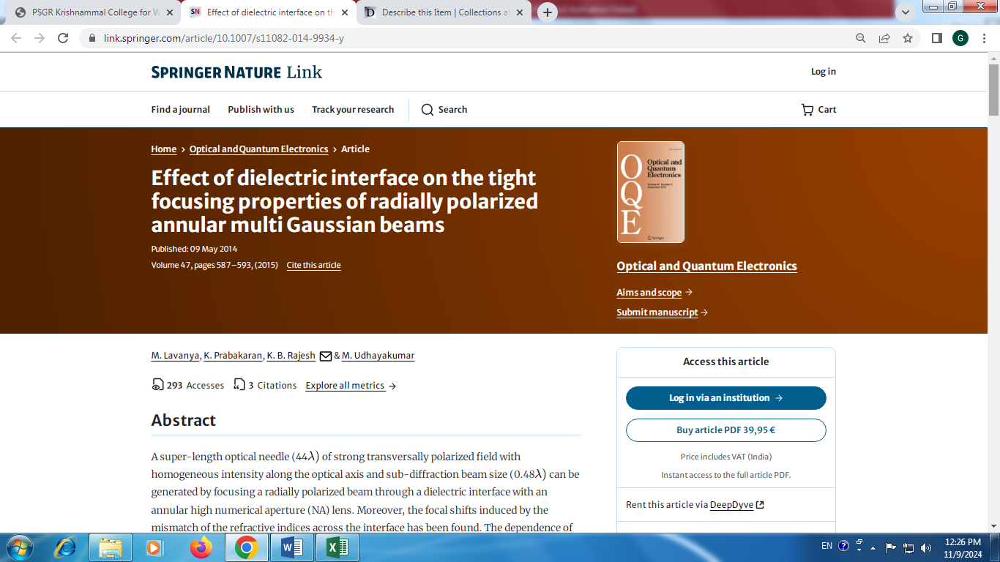 PSGR Krishnammal College for W
Effect of dielectric interface on th
Describe this Item | Collections a
link.springer.com/article/10.1007/s11082-014-9934-y
G
SPRINGER NATURE Link
Log in
Find a journal
Publish with us
Track your research
Search
Cart
Home > Optical and Quantum Electronics > Article
Effect of dielectric interface on the tight
focusing properties of radially polarized
annular multi Gaussian beams
Published: 09 May 2014
Volume 47, pages 587–593, (2015) Cite this article
Optical and
Quantum
Electronics
O
Q
E
Springer
Optical and Quantum Electronics
Aims and scope →
Submit manuscript →
M. Lavanya, K. Prabakaran, K. B. Rajesh & M. Udhayakumar
293 Accesses 3 Citations Explore all metrics →
Abstract
A super-length optical needle (44λ) of strong transversally polarized field with
homogeneous intensity along the optical axis and sub-diffraction beam size (0.48λ) can be
generated by focusing a radially polarized beam through a dielectric interface with an
annular high numerical aperture (NA) lens. Moreover, the focal shifts induced by the
mismatch of the refractive indices across the interface has been found. The dependence of
Access this article
Log in via an institution →
Buy article PDF 39,95 €
Price includes VAT (India)
Instant access to the full article PDF.
Rent this article via DeepDyve
EN
12:26 PM
11/9/2024